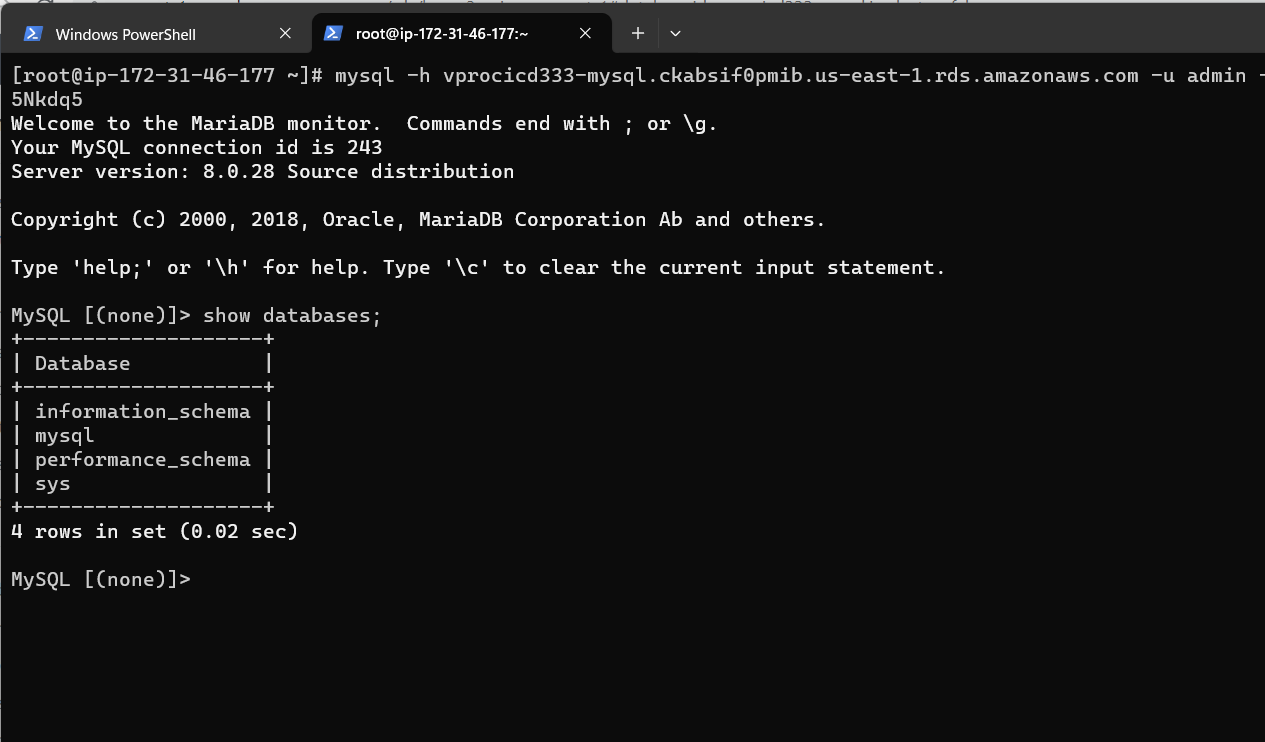 Windows PowerShell
root@ip-172-31-46-177:~
[root@ip-172-31-46-177 ~]# mysql -h vprocicd333-mysql.ckabsif0pmib.us-east-1.rds.amazonaws.com -u admin -
5Nkdq5
Welcome to the MariaDB monitor.  Commands end with ; or \g.
Your MySQL connection id is 243
Server version: 8.0.28 Source distribution
Copyright (c) 2000, 2018, Oracle, MariaDB Corporation Ab and others.
Type 'help;' or '\h' for help. Type '\c' to clear the current input statement.
MySQL [(none)]> show databases;
+--------------------+
| Database           |
+--------------------+
| information_schema |
| mysql              |
| performance_schema |
| sys                |
+--------------------+
4 rows in set (0.02 sec)
MySQL [(none)]>